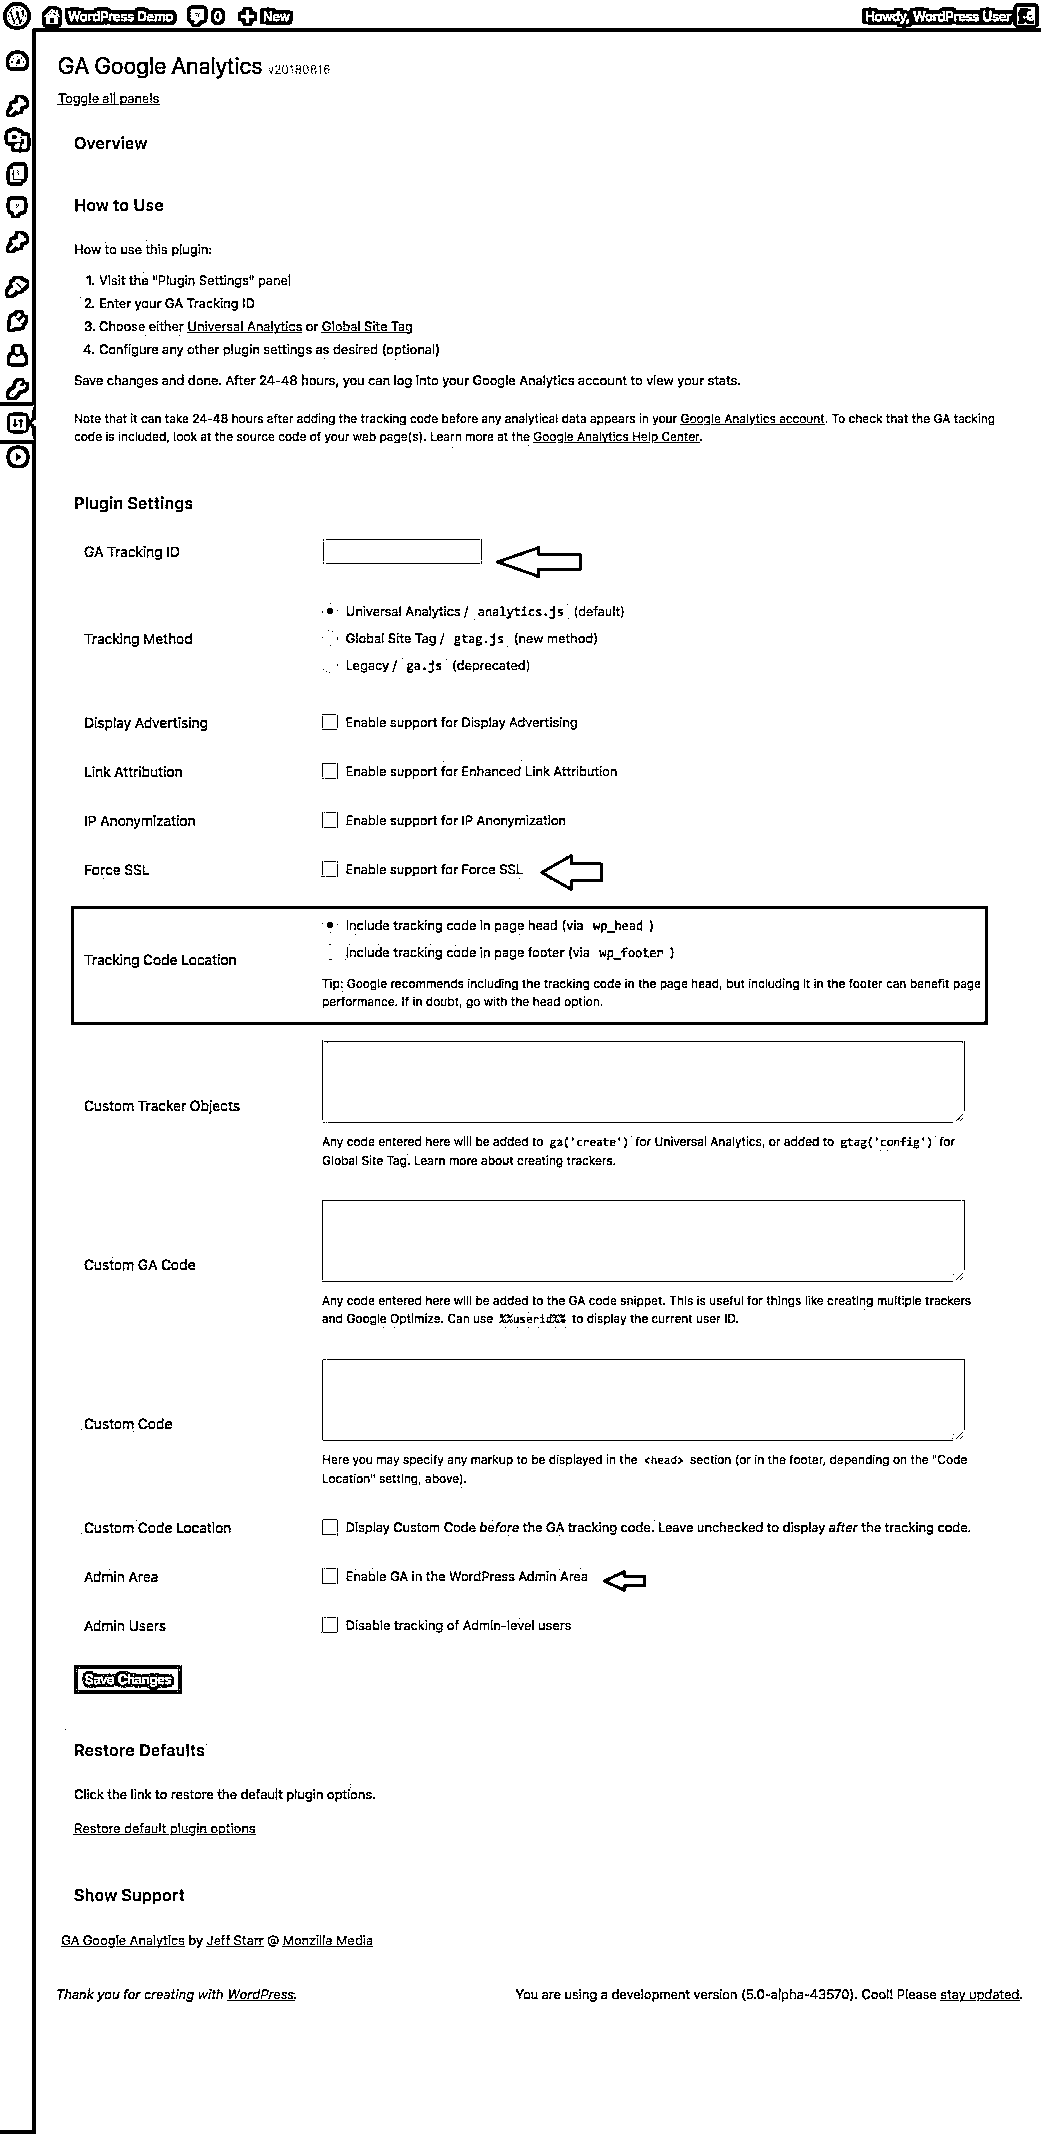 WordPress Demo 0 New Howdy, WordPress User
GA Google Analytics v20180816
Toggle all panels
Overview
How to Use
How to use this plugin:
1. Visit the "Plugin Settings" panel
2. Enter your GA Tracking ID
3. Choose either Universal Analytics or Global Site Tag
4. Configure any other plugin settings as desired (optional)
Save changes and done. After 24-48 hours, you can log into your Google Analytics account to view your stats.
Note that it can take 24-48 hours after adding the tracking code before any analytical data appears in your Google Analytics account. To check that the GA tacking
code is included, look at the source code of your web page(s). Learn more at the Google Analytics Help Center.
Plugin Settings
GA Tracking ID
Tracking Method
Universal Analytics / analytics.js (default)
Global Site Tag / gtag.js (new method)
Legacy / ga.js (deprecated)
Display Advertising Enable support for Display Advertising
Link Attribution Enable support for Enhanced Link Attribution
IP Anonymization Enable support for IP Anonymization
Force SSL Enable support for Force SSL
Tracking Code Location
Include tracking code in page head (via wp_head )
Include tracking code in page footer (via wp_footer )
Tip: Google recommends including the tracking code in the page head, but including it in the footer can benefit page
performance. If in doubt, go with the head option.
Custom Tracker Objects
Any code entered here will be added to ga('create') for Universal Analytics, or added to gtag('config') for
Global Site Tag. Learn more about creating trackers.
Custom GA Code
Any code entered here will be added to the GA code snippet. This is useful for things like creating multiple trackers
and Google Optimize. Can use %%userid%% to display the current user ID.
Custom Code
Here you may specify any markup to be displayed in the <head> section (or in the footer, depending on the "Code
Location" setting, above).
Custom Code Location Display Custom Code before the GA tracking code. Leave unchecked to display after the tracking code.
Admin Area Enable GA in the WordPress Admin Area
Admin Users Disable tracking of Admin-level users
Save Changes
Restore Defaults
Click the link to restore the default plugin options.
Restore default plugin options
Show Support
GA Google Analytics by Jeff Starr @ Monzilla Media
Thank you for creating with WordPress. You are using a development version (5.0-alpha-43570). Cool! Please stay updated.